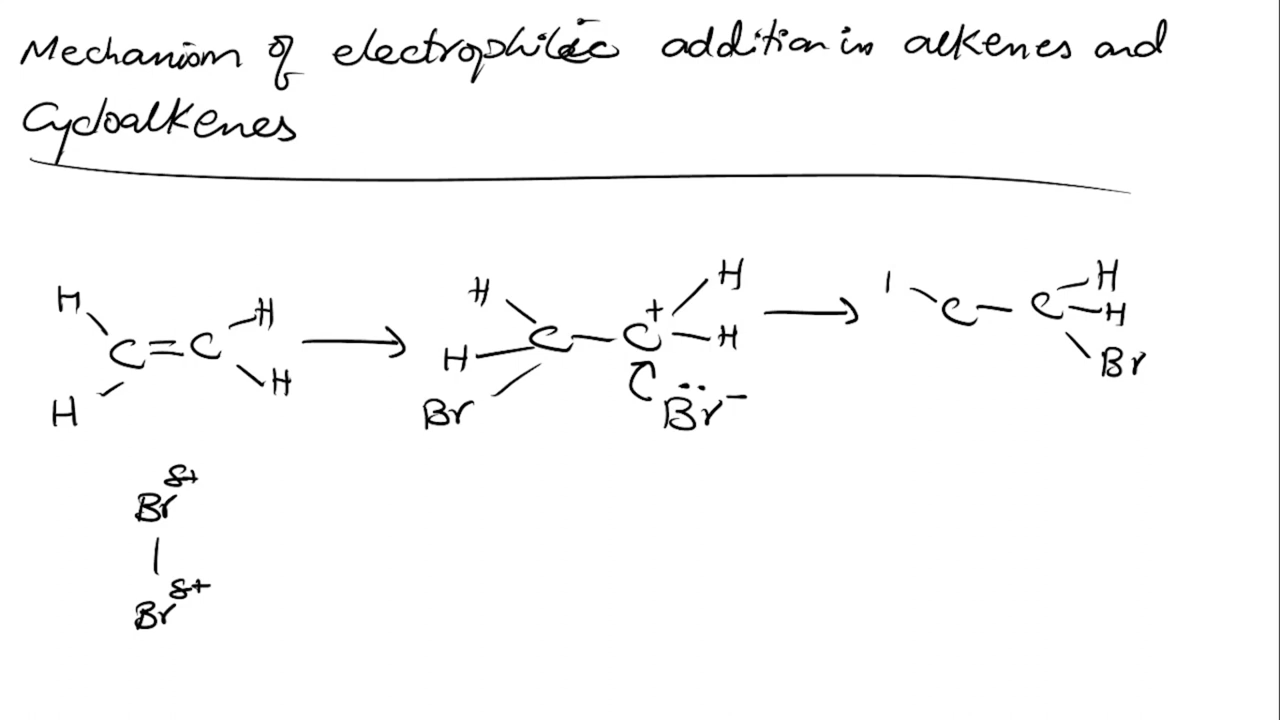 Mechanism of electrophilic addition in alkenes and
Cycloalkenes
H H H H H
C=C H C — C + H C — C H
H H Br Br − Br
Br δ+
Br δ+